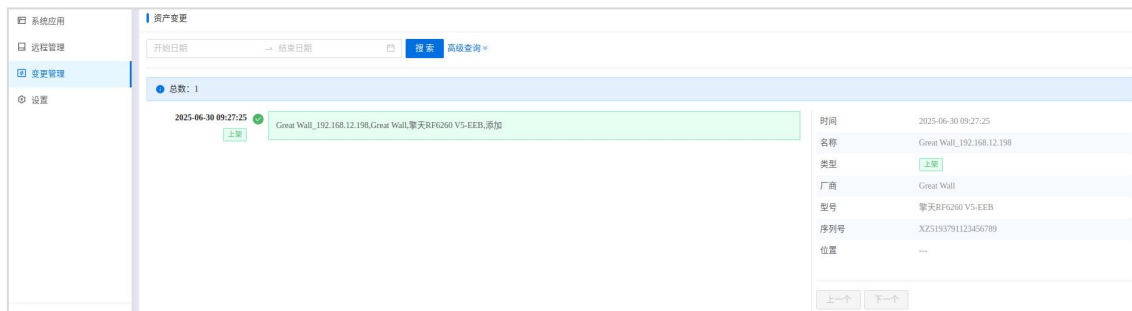 系统应用
远程管理
变更管理
设置
资产变更
开始日期 → 结束日期 搜索 高级查询
总数：1
2025-06-30 09:27:25
上架
Great Wall_192.168.12.198,Great Wall,擎天RF6260 V5-EEB,添加
时间 2025-06-30 09:27:25
名称 Great Wall_192.168.12.198
类型 上架
厂商 Great Wall
型号 擎天RF6260 V5-EEB
序列号 XZ5193791123456789
位置 ---
上一个 下一个